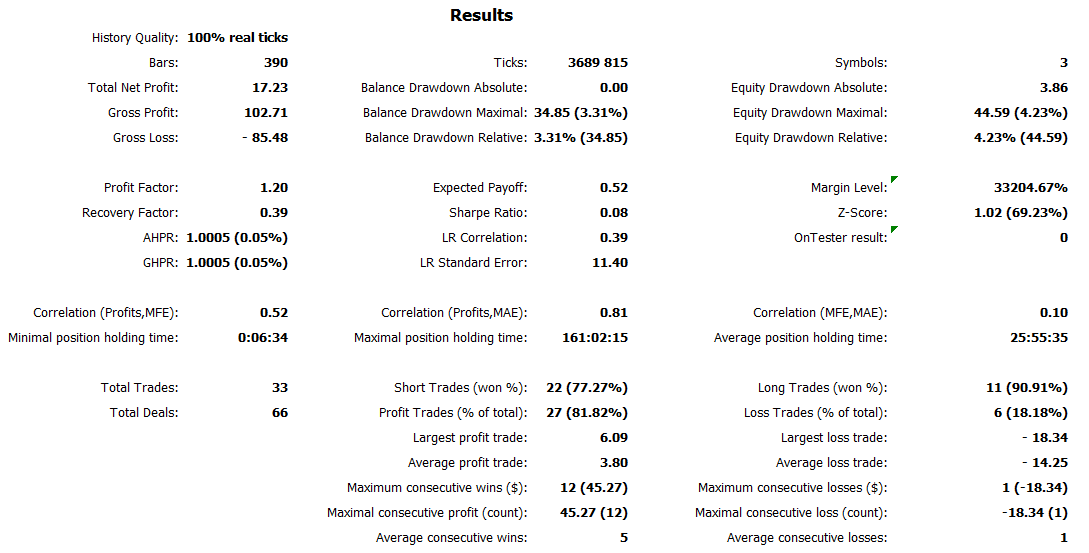 Results
History Quality: 100% real ticks
Bars: 390 Ticks: 3689 815 Symbols: 3
Total Net Profit: 17.23 Balance Drawdown Absolute: 0.00 Equity Drawdown Absolute: 3.86
Gross Profit: 102.71 Balance Drawdown Maximal: 34.85 (3.31%) Equity Drawdown Maximal: 44.59 (4.23%)
Gross Loss: - 85.48 Balance Drawdown Relative: 3.31% (34.85) Equity Drawdown Relative: 4.23% (44.59)
Profit Factor: 1.20 Expected Payoff: 0.52 Margin Level: 33204.67%
Recovery Factor: 0.39 Sharpe Ratio: 0.08 Z-Score: 1.02 (69.23%)
AHPR: 1.0005 (0.05%) LR Correlation: 0.39 OnTester result: 0
GHPR: 1.0005 (0.05%) LR Standard Error: 11.40
Correlation (Profits,MFE): 0.52 Correlation (Profits,MAE): 0.81 Correlation (MFE,MAE): 0.10
Minimal position holding time: 0:06:34 Maximal position holding time: 161:02:15 Average position holding time: 25:55:35
Total Trades: 33 Short Trades (won %): 22 (77.27%) Long Trades (won %): 11 (90.91%)
Total Deals: 66 Profit Trades (% of total): 27 (81.82%) Loss Trades (% of total): 6 (18.18%)
Largest profit trade: 6.09 Largest loss trade: - 18.34
Average profit trade: 3.80 Average loss trade: - 14.25
Maximum consecutive wins ($): 12 (45.27) Maximum consecutive losses ($): 1 (-18.34)
Maximal consecutive profit (count): 45.27 (12) Maximal consecutive loss (count): -18.34 (1)
Average consecutive wins: 5 Average consecutive losses: 1